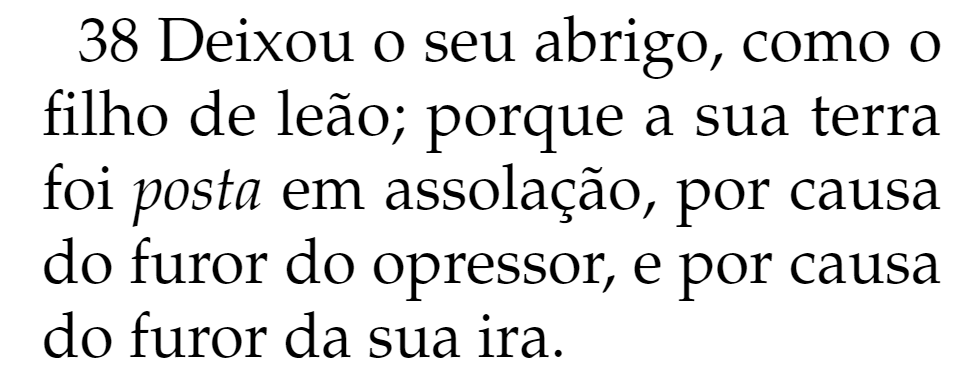 38 Deixou o seu abrigo, como o
filho de leão; porque a sua terra
foi posta em assolação, por causa
do furor do opressor, e por causa
do furor da sua ira.